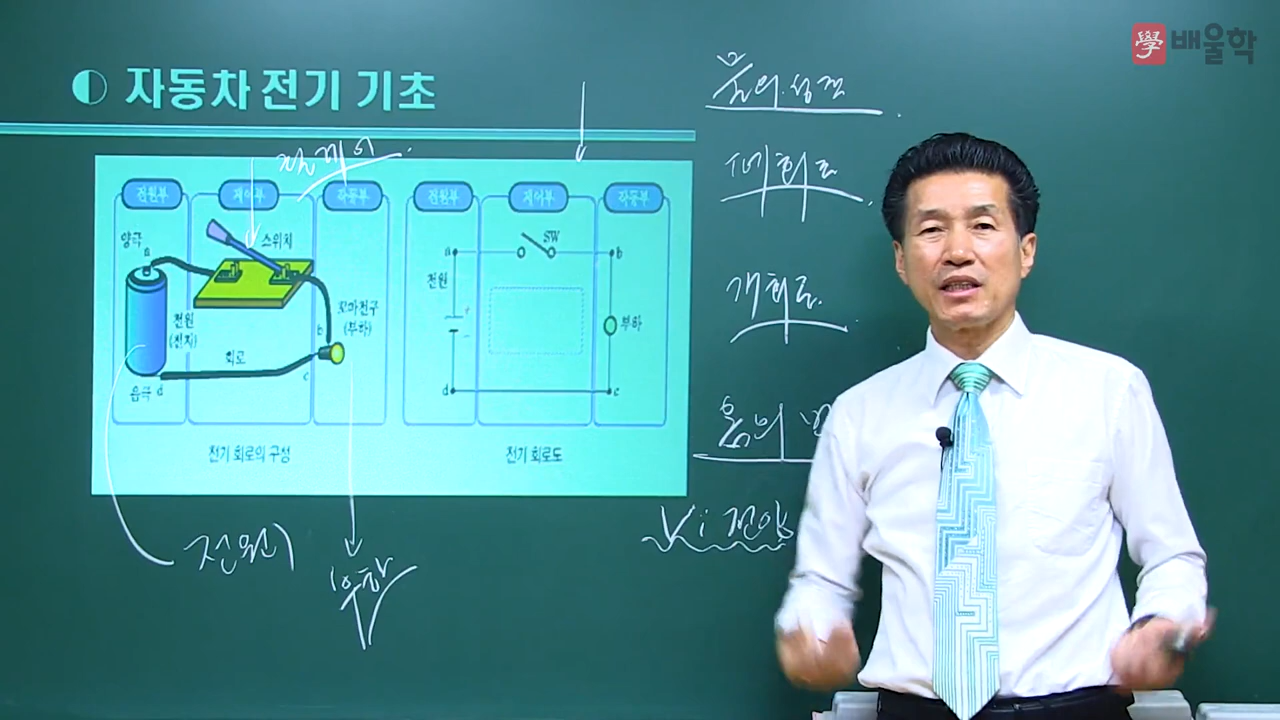 學 배울학
자동차 전기 기초
전원부 제어부 작동부 전원부 제어부 작동부
양극 a 스위치
전원 (전지)
꼬마전구 (부하)
b
회로
c
음극 d
전기 회로의 구성
a SW b
전원
+
-
부하
d c
전기 회로도
폐회로
개회로
V: 전압
전원
부하